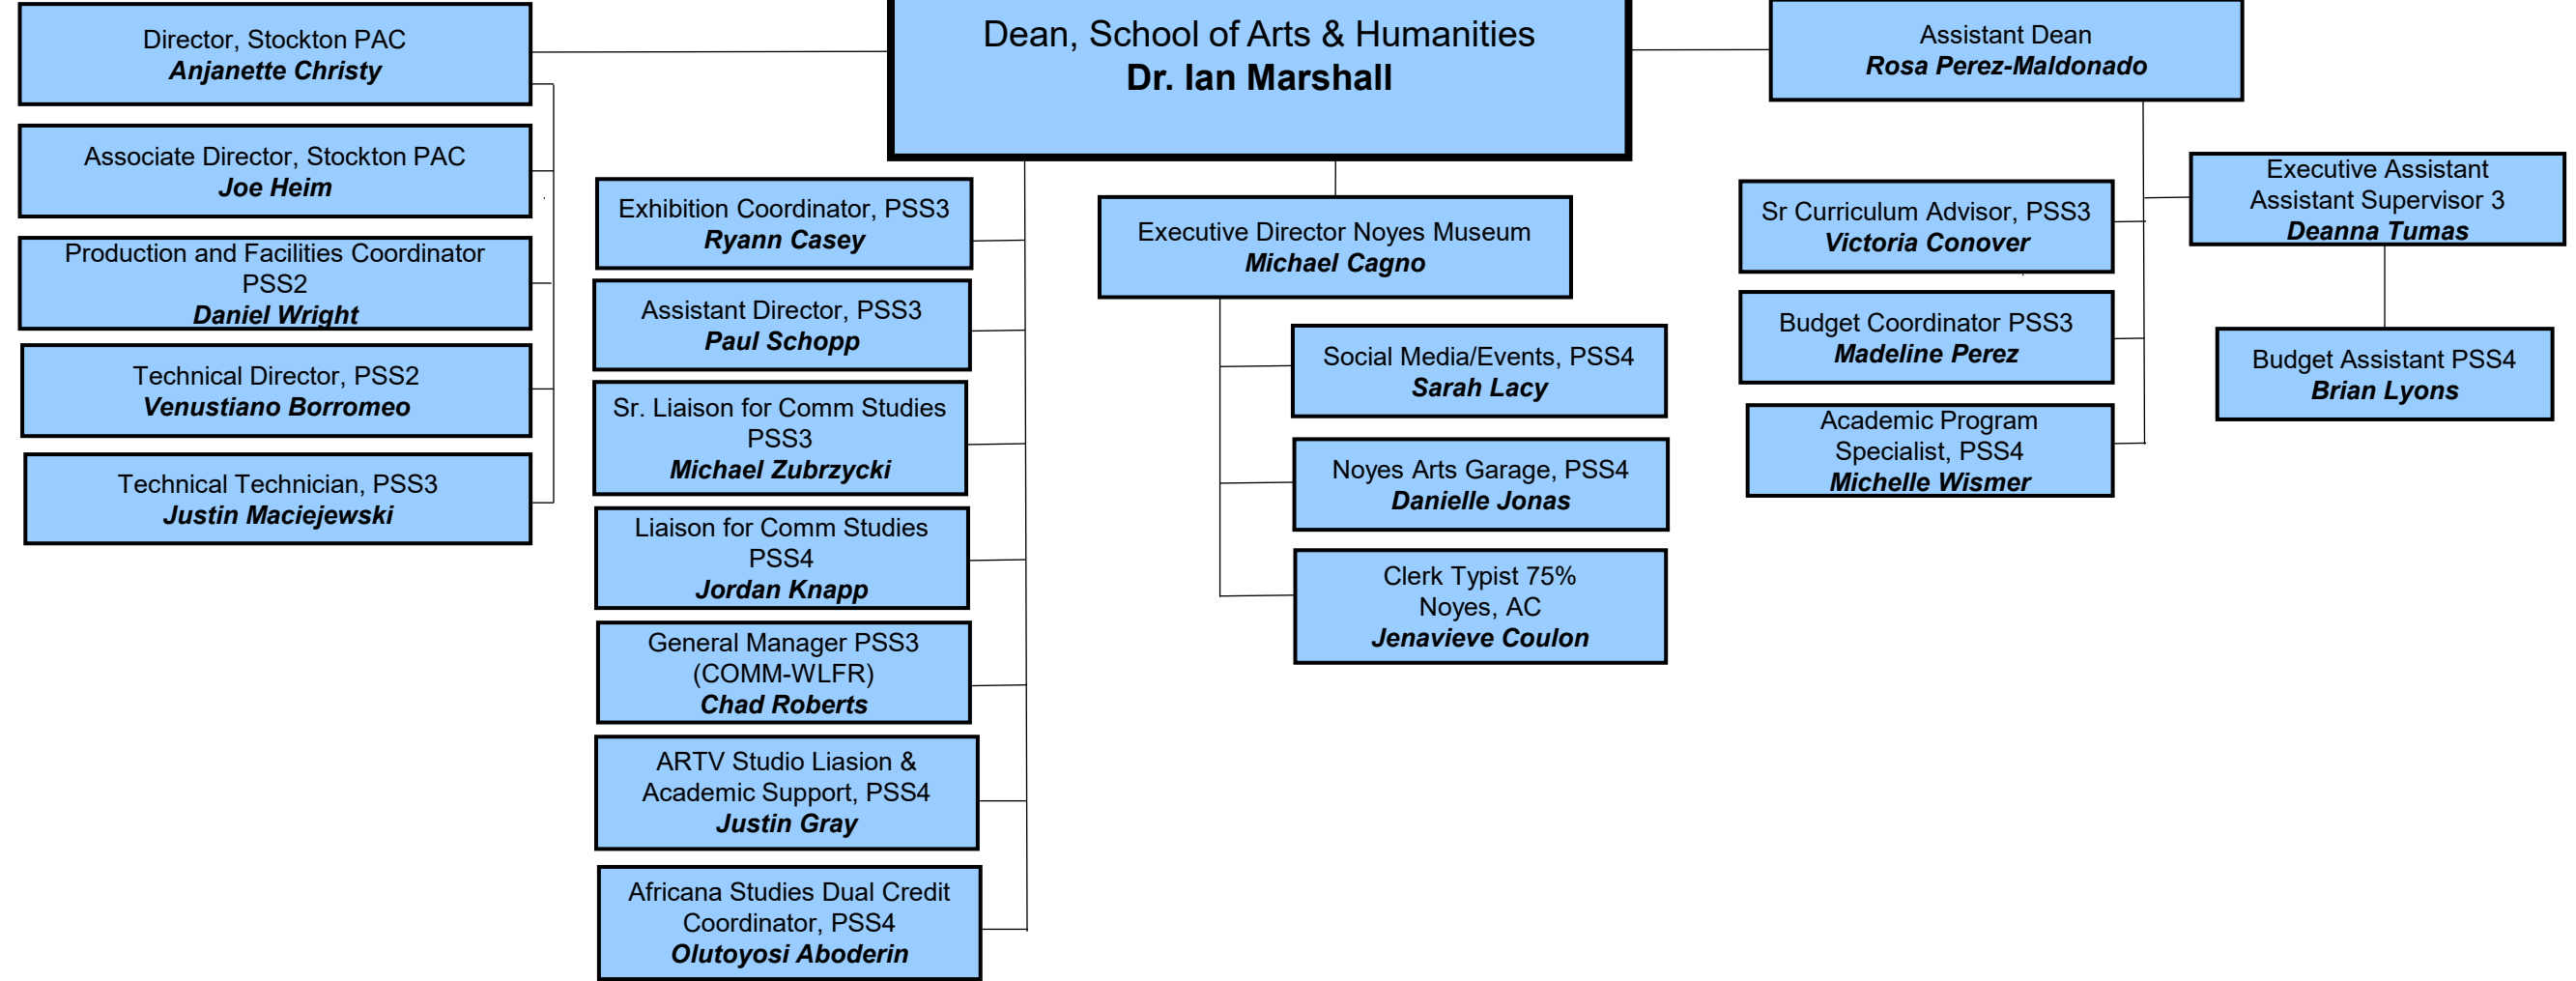 Director, Stockton PAC
Anjanette Christy
Dean, School of Arts & Humanities
Dr. Ian Marshall
Assistant Dean
Rosa Perez-Maldonado
Associate Director, Stockton PAC
Joe Heim
Production and Facilities Coordinator
PSS2
Daniel Wright
Technical Director, PSS2
Venustiano Borromeo
Technical Technician, PSS3
Justin Maciejewski
Exhibition Coordinator, PSS3
Ryann Casey
Assistant Director, PSS3
Paul Schopp
Sr. Liaison for Comm Studies
PSS3
Michael Zubrzycki
Liaison for Comm Studies
PSS4
Jordan Knapp
General Manager PSS3
(COMM-WLFR)
Chad Roberts
ARTV Studio Liasion &
Academic Support, PSS4
Justin Gray
Africana Studies Dual Credit
Coordinator, PSS4
Olutoyosi Aboderin
Executive Director Noyes Museum
Michael Cagno
Social Media/Events, PSS4
Sarah Lacy
Noyes Arts Garage, PSS4
Danielle Jonas
Clerk Typist 75%
Noyes, AC
Jenavieve Coulon
Sr Curriculum Advisor, PSS3
Victoria Conover
Budget Coordinator PSS3
Madeline Perez
Academic Program
Specialist, PSS4
Michelle Wismer
Executive Assistant
Assistant Supervisor 3
Deanna Tumas
Budget Assistant PSS4
Brian Lyons